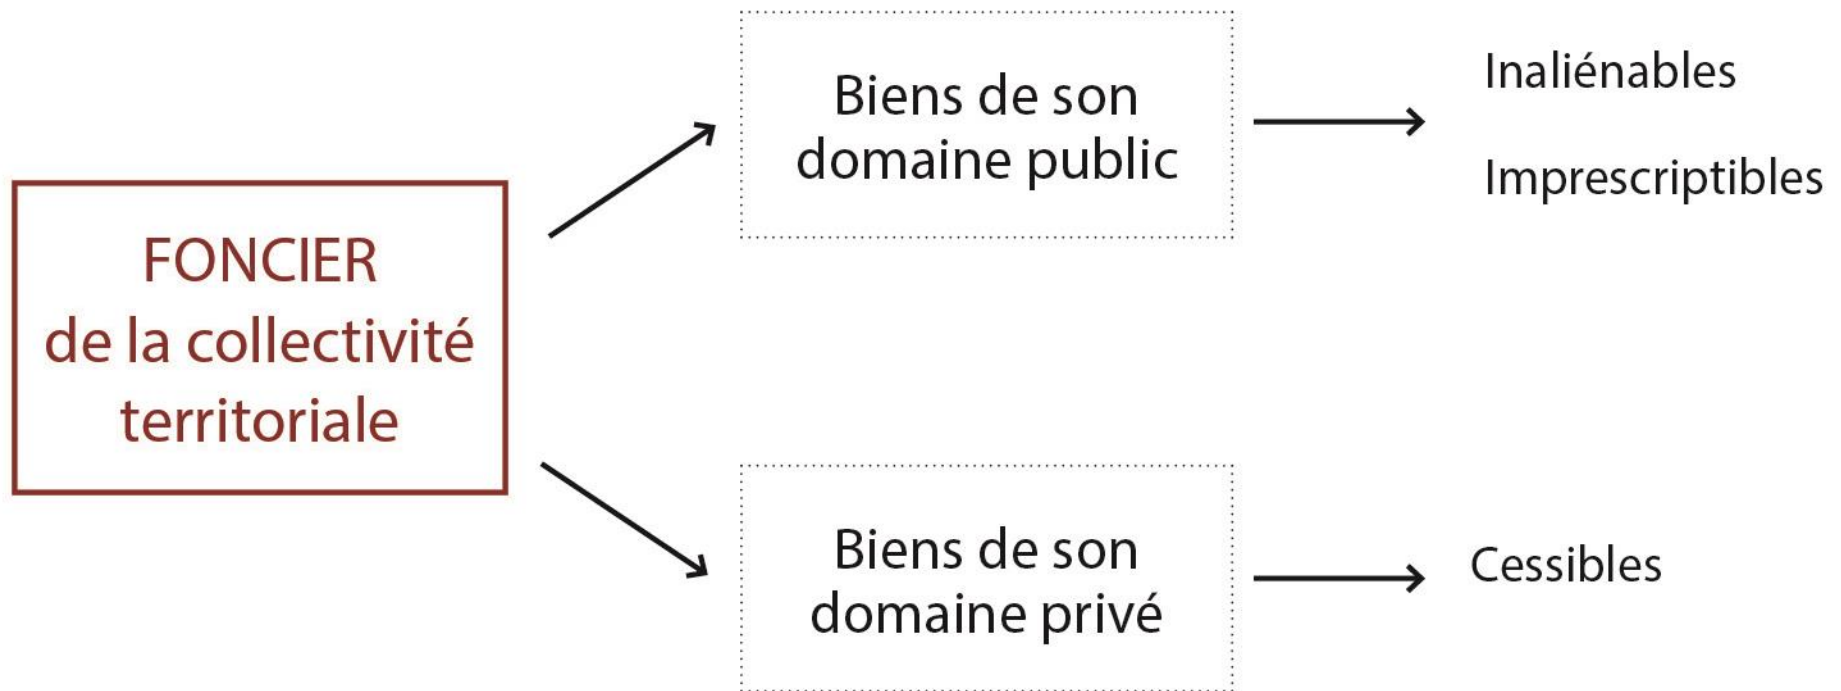 FONCIER
de la collectivité
territoriale
Biens de son
domaine public
Inaliénables
Imprescriptibles
Biens de son
domaine privé
Cessibles